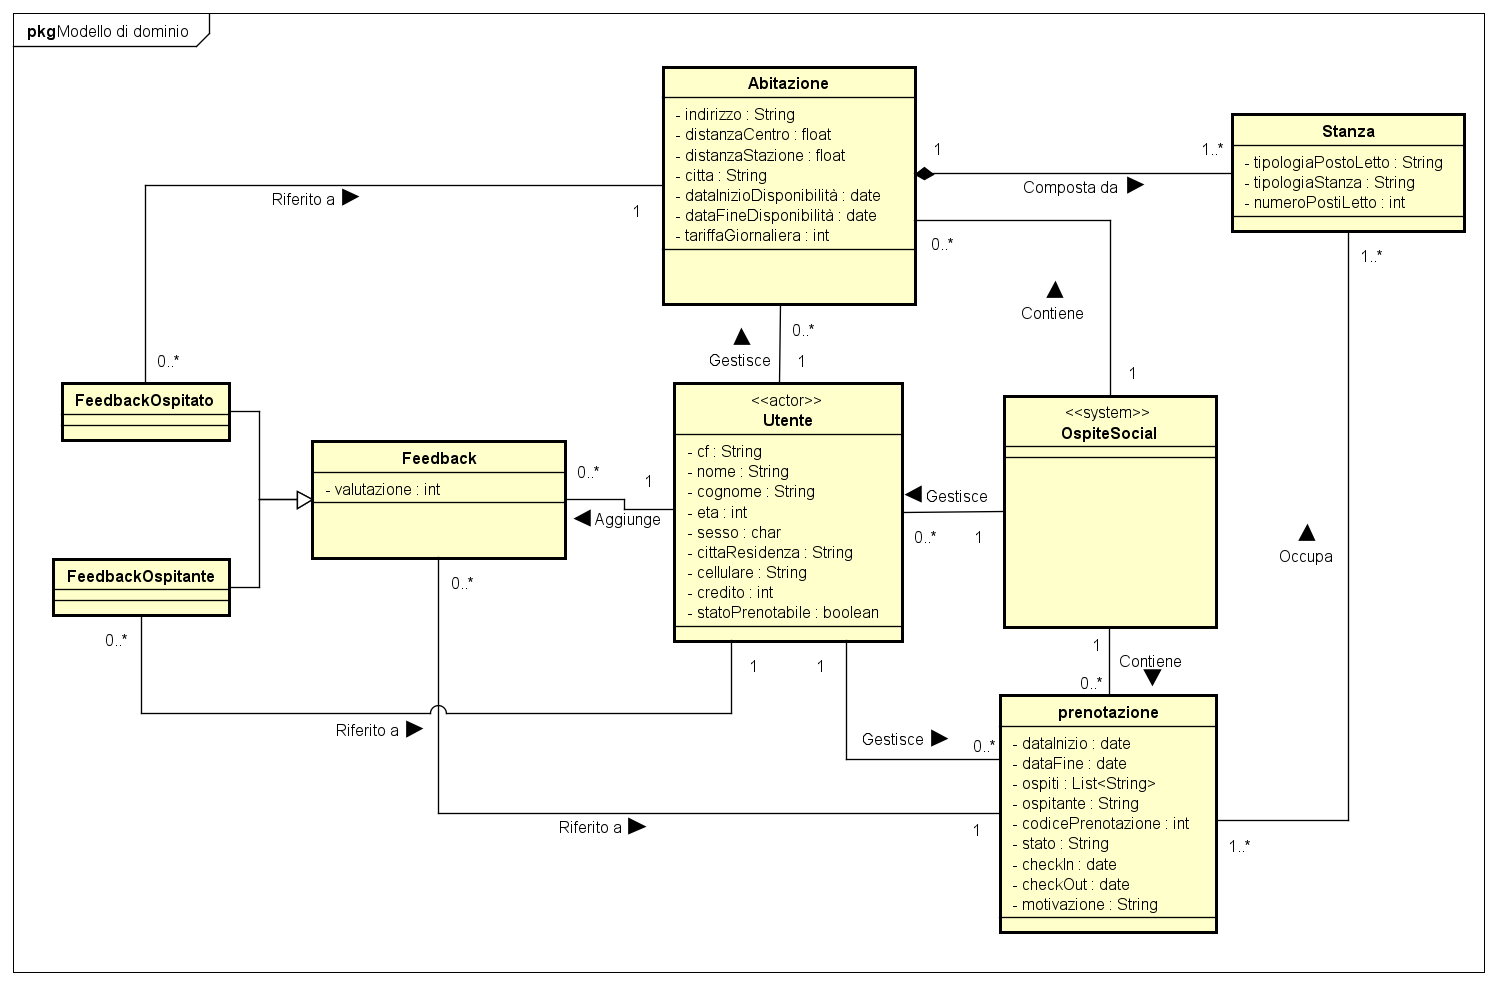 pkg Modello di dominio
Abitazione
- indirizzo : String
- distanzaCentro : float
- distanzaStazione : float
- citta : String
- dataInizioDisponibilità : date
- dataFineDisponibilità : date
- tariffaGiornaliera : int
1
1..*
Composta da
Stanza
- tipologiaPostoLetto : String
- tipologiaStanza : String
- numeroPostiLetto : int
Riferito a
1
0..*
0..*
1..*
Contiene
1
0..*
Gestisce
1
FeedbackOspitato
Feedback
- valutazione : int
FeedbackOspitante
0..*
1
Aggiunge
<<actor>>
Utente
- cf : String
- nome : String
- cognome : String
- eta : int
- sesso : char
- cittaResidenza : String
- cellulare : String
- credito : int
- statoPrenotabile : boolean
Gestisce
0..*
1
<<system>>
OspiteSocial
Occupa
0..*
0..*
1
1
1
Contiene
0..*
Riferito a
Gestisce
0..*
Riferito a
1
prenotazione
- dataInizio : date
- dataFine : date
- ospiti : List<String>
- ospitante : String
- codicePrenotazione : int
- stato : String
- checkIn : date
- checkOut : date
- motivazione : String
1..*